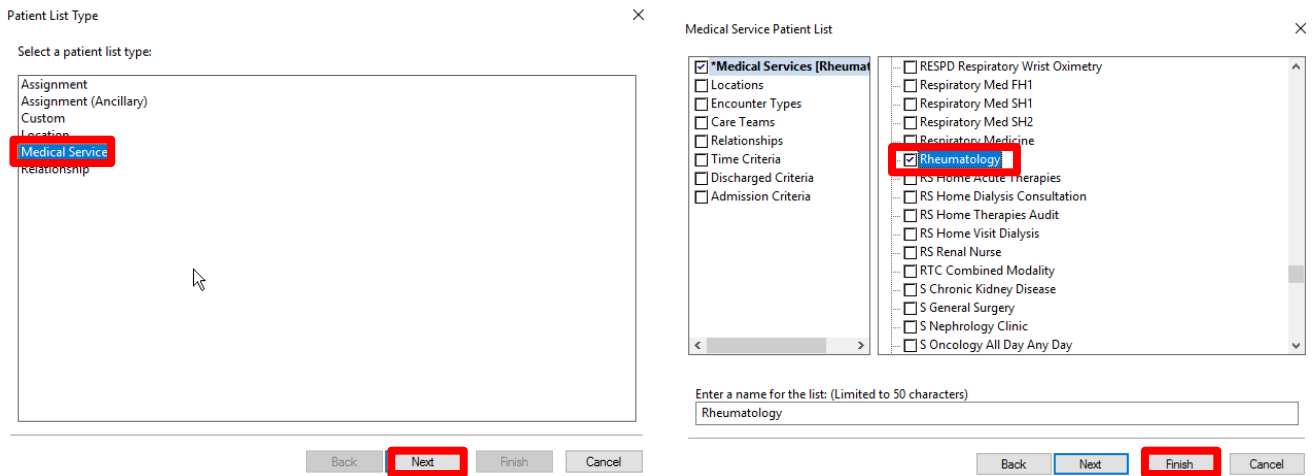 Patient List Type
Select a patient list type:
Assignment
Assignment (Ancillary)
Custom
Location
Medical Service
Relationship
Back
Next
Finish
Cancel
Medical Service Patient List
*Medical Services [Rheumat
Locations
Encounter Types
Care Teams
Relationships
Time Criteria
Discharged Criteria
Admission Criteria
RESPD Respiratory Wrist Oximetry
Respiratory Med FH1
Respiratory Med SH1
Respiratory Med SH2
Respiratory Medicine
Rheumatology
RS Home Acute Therapies
RS Home Dialysis Consultation
RS Home Therapies Audit
RS Home Visit Dialysis
RS Renal Nurse
RTC Combined Modality
S Chronic Kidney Disease
S General Surgery
S Nephrology Clinic
S Oncology All Day Any Day
Enter a name for the list: (Limited to 50 characters)
Rheumatology
Back
Next
Finish
Cancel